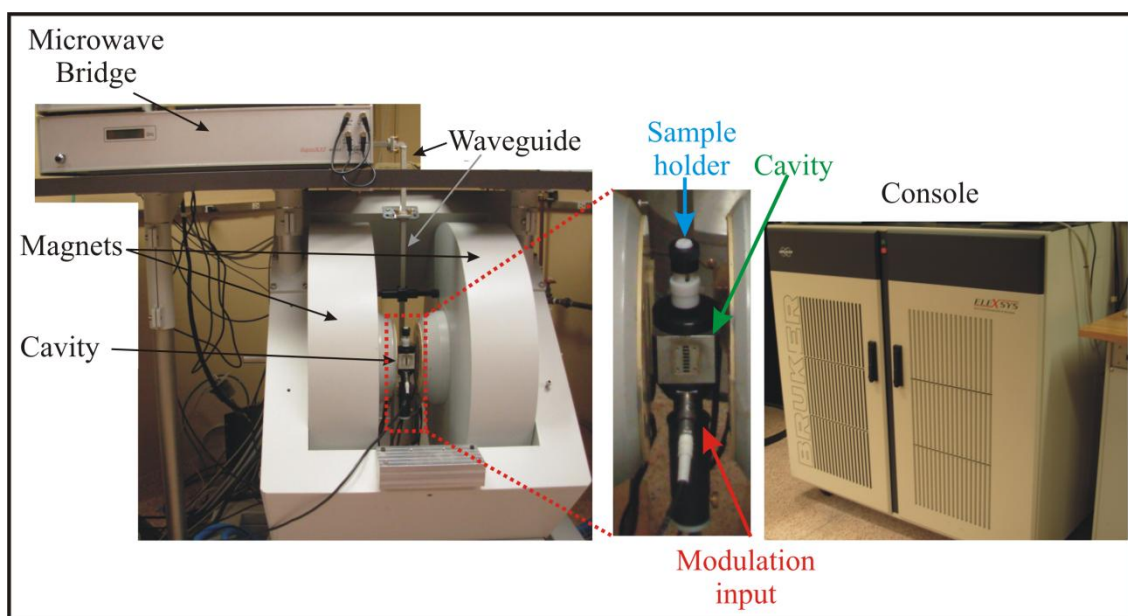 Microwave
Bridge
Waveguide
Magnets
Cavity
Sample
holder
Cavity
Modulation
input
Console
BRUKER
ELEXSYS